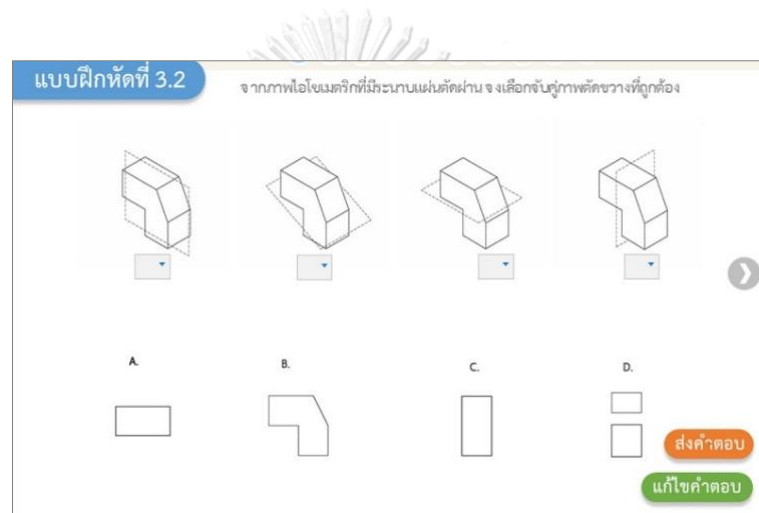 แบบฝึกหัดที่ 3.2
จากภาพไอโซเมตริกที่มีระนาบแผ่นตัดผ่าน จงเลือกจับคู่ภาพตัดขวางที่ถูกต้อง
A.
B.
C.
D.
ส่งคำตอบ
แก้ไขคำตอบ